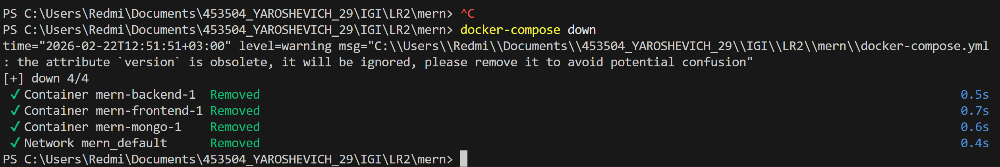 PS C:\Users\Redmi\Documents\453504_YAROSHEVICH_29\IGI\LR2\mern> ^C
PS C:\Users\Redmi\Documents\453504_YAROSHEVICH_29\IGI\LR2\mern> docker-compose down
time="2026-02-22T12:51:51+03:00" level=warning msg="C:\\Users\\Redmi\\Documents\\453504_YAROSHEVICH_29\\IGI\\LR2\\mern\\docker-compose.yml
: the attribute `version` is obsolete, it will be ignored, please remove it to avoid potential confusion"
[+] down 4/4
✔ Container mern-backend-1 Removed 0.5s
✔ Container mern-frontend-1 Removed 0.7s
✔ Container mern-mongo-1 Removed 0.6s
✔ Network mern_default Removed 0.4s
PS C:\Users\Redmi\Documents\453504_YAROSHEVICH_29\IGI\LR2\mern>